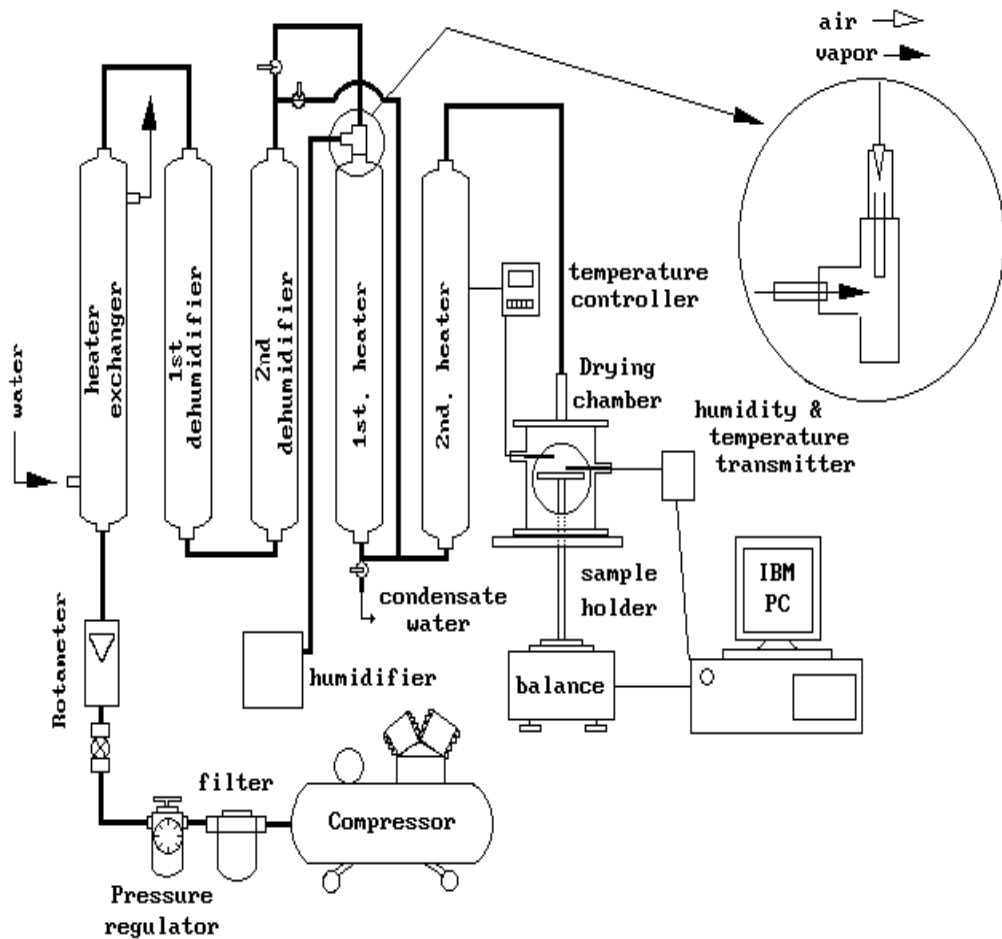 air
vapor
temperature
controller
Drying
chamber
humidity &
temperature
transmitter
water
heater
exchanger
1st
dehumidifier
2nd
dehumidifier
1st. heater
2nd. heater
sample
holder
IBM
PC
condensate
water
Rotameter
humidifier
balance
filter
Compressor
Pressure
regulator